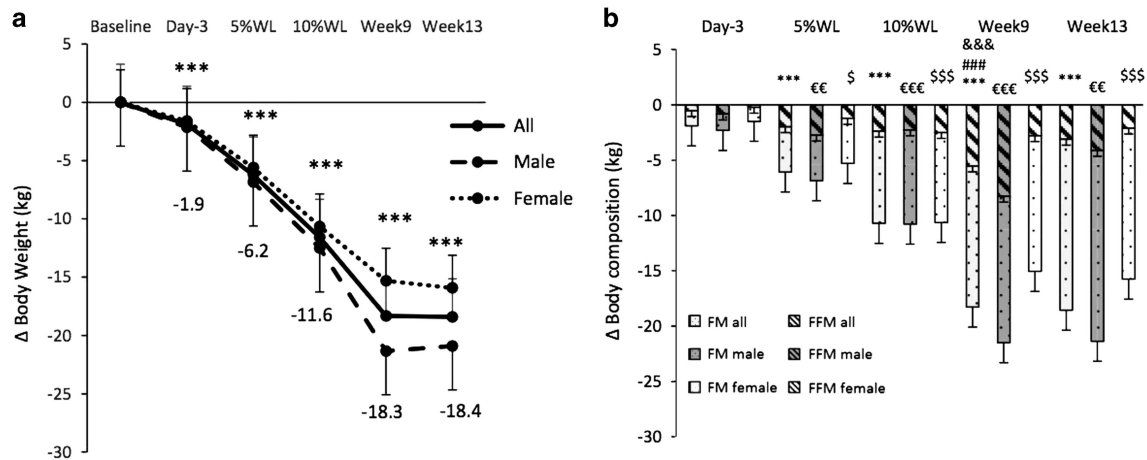 a
Baseline Day-3 5%WL 10%WL Week9 Week13
5
0
-5
-10
-15
-20
-25
-30
Δ Body Weight (kg)
***
***
***
***
***
-1.9
-6.2
-11.6
-18.3
-18.4
All
Male
Female
b
Day-3 5%WL 10%WL Week9 Week13
5
0
-5
-10
-15
-20
-25
-30
Δ Body composition (kg)
&&&
###
*** €€ $ *** €€€ $$$ *** €€€ $$$ *** €€ $$$
FM all FFM all
FM male FFM male
FM female FFM female